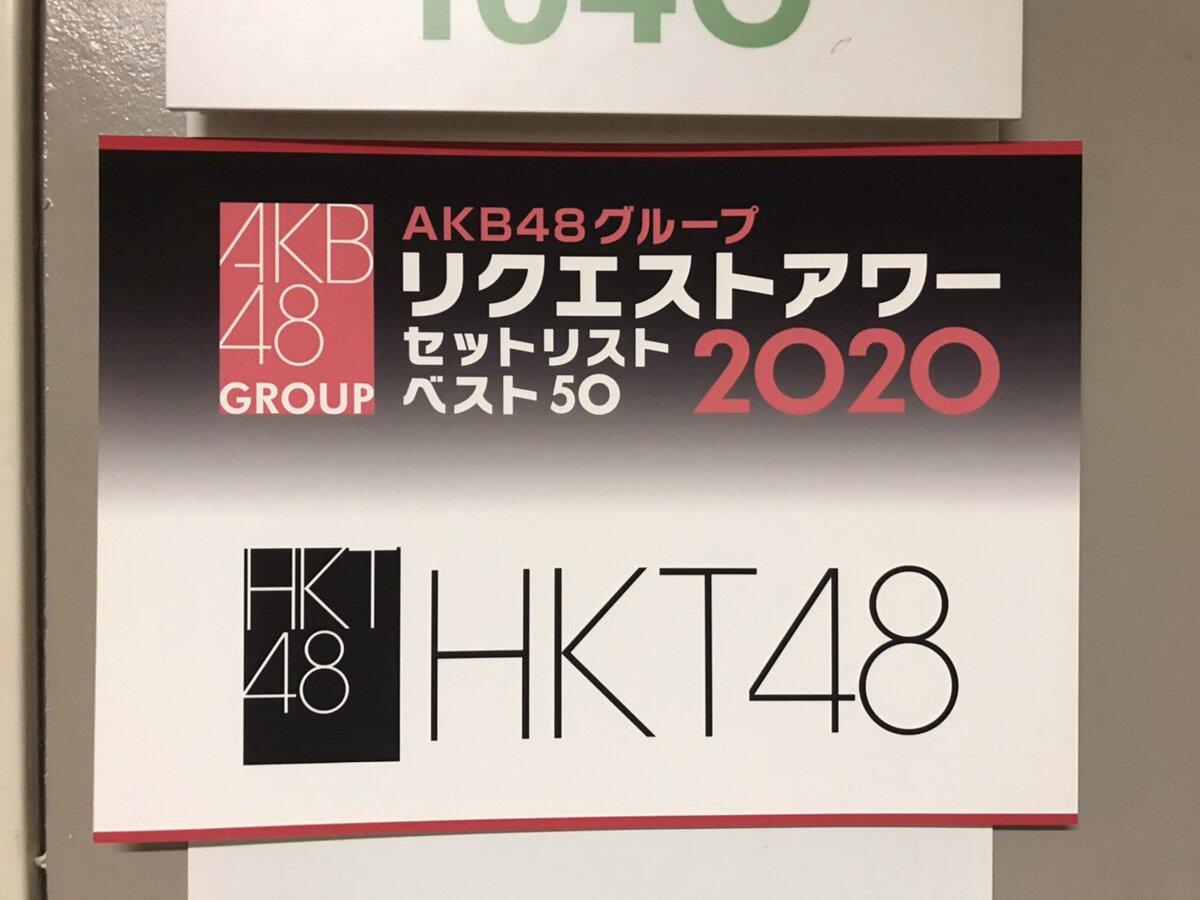 1040
AKB
48
GROUP
AKB48グループ
リクエストアワー
セットリスト
ベスト50
2020
HKT
48
HKT48